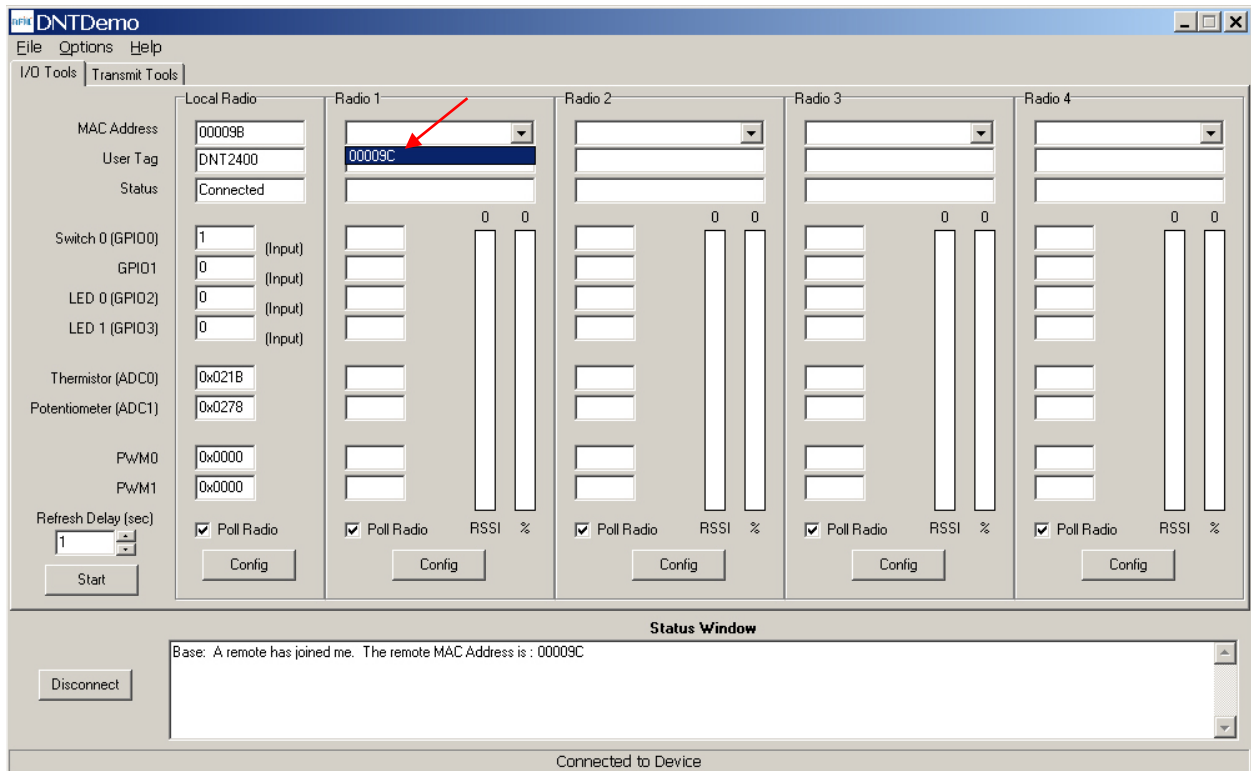 DNTDemo
File Options Help
I/O Tools Transmit Tools
Local Radio Radio 1 Radio 2 Radio 3 Radio 4
MAC Address 00009B
User Tag DNT2400 00009C
Status Connected
0 0 0 0 0 0 0 0
Switch 0 (GPIO0) 1 (Input)
GPIO1 0 (Input)
LED 0 (GPIO2) 0 (Input)
LED 1 (GPIO3) 0 (Input)
Thermistor (ADC0) 0x021B
Potentiometer (ADC1) 0x0278
PWM0 0x0000
PWM1 0x0000
Refresh Delay (sec)
1
Poll Radio Poll Radio RSSI % Poll Radio RSSI % Poll Radio RSSI % Poll Radio RSSI %
Start Config Config Config Config Config
Status Window
Base: A remote has joined me. The remote MAC Address is : 00009C
Disconnect
Connected to Device